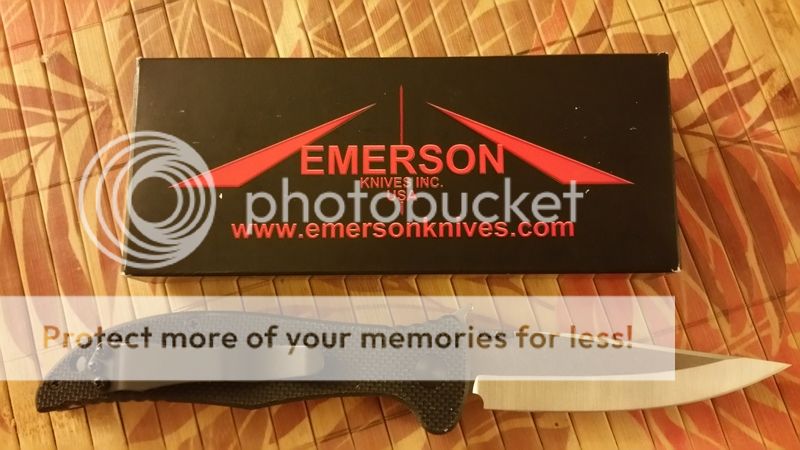 EMERSON
KNIVES INC.
USA
photobucket
www.emersonknives.com
Protect more of your memories for less!